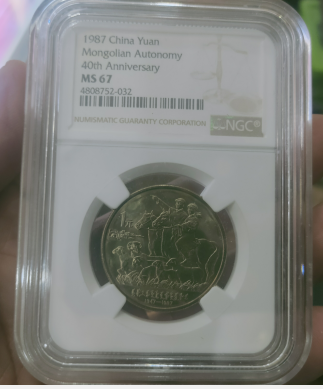 1987 China Yuan
Mongolian Autonomy
40th Anniversary
MS 67
4808752-032
NUMISMATIC GUARANTY CORPORATION
NGC®